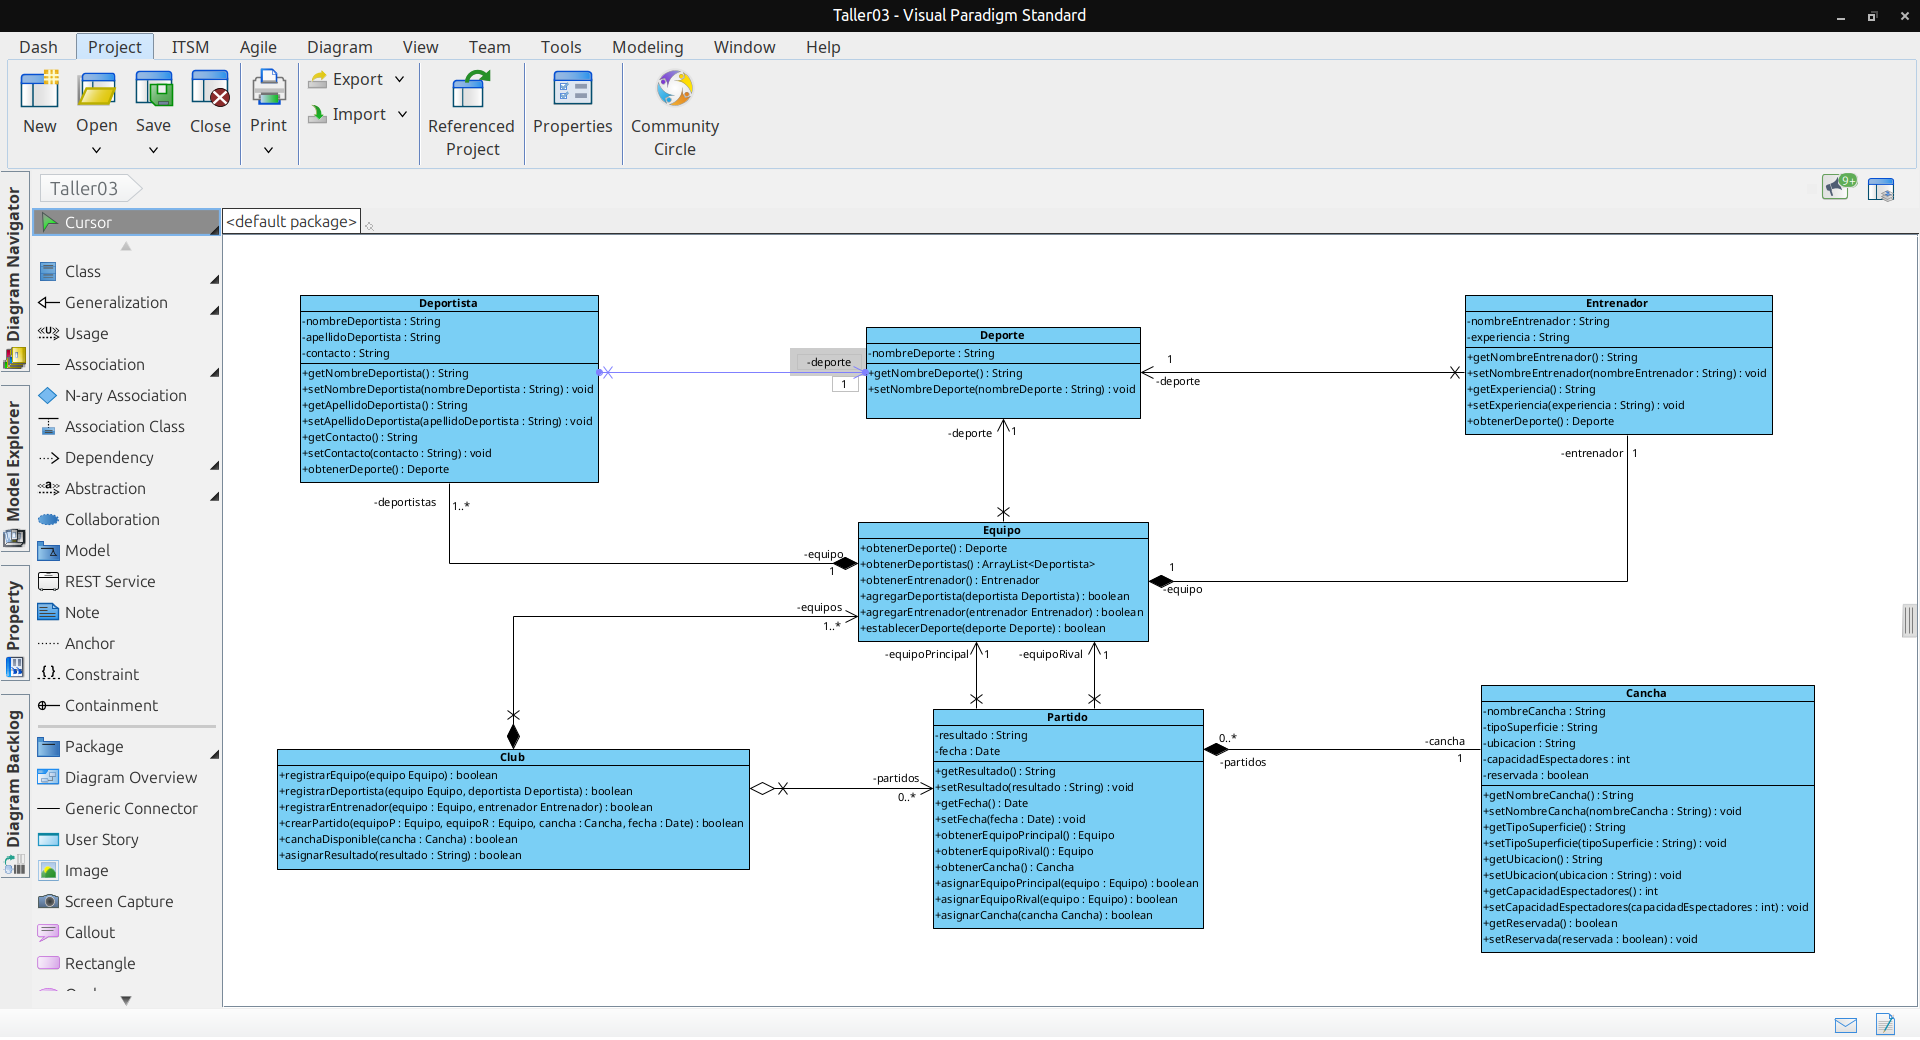 Taller03 - Visual Paradigm Standard
Dash Project ITSM Agile Diagram View Team Tools Modeling Window Help
New
Open
Save
Close
Print
Export
Import
Referenced
Project
Properties
Community
Circle
Taller03
9+
Diagram Navigator
Model Explorer
Property
Diagram Backlog
<default package>
Cursor
Class
Generalization
Usage
Association
N-ary Association
Association Class
Dependency
Abstraction
Collaboration
Model
REST Service
Note
Anchor
Constraint
Containment
Package
Diagram Overview
Generic Connector
User Story
Image
Screen Capture
Callout
Rectangle
Deportista
-nombreDeportista : String
-apellidoDeportista : String
-contacto : String
+getNombreDeportista() : String
+setNombreDeportista(nombreDeportista : String) : void
+getApellidoDeportista() : String
+setApellidoDeportista(apellidoDeportista : String) : void
+getContacto() : String
+setContacto(contacto : String) : void
+obtenerDeporte() : Deporte
-deporte
1
Deporte
-nombreDeporte : String
+getNombreDeporte() : String
+setNombreDeporte(nombreDeporte : String) : void
1
-deporte
Entrenador
-nombreEntrenador : String
-experiencia : String
+getNombreEntrenador() : String
+setNombreEntrenador(nombreEntrenador : String) : void
+getExperiencia() : String
+setExperiencia(experiencia : String) : void
+obtenerDeporte() : Deporte
-deporte 1
-entrenador 1
-deportistas 1..*
-equipo
1
Equipo
+obtenerDeporte() : Deporte
+obtenerDeportistas() : ArrayList<Deportista>
+obtenerEntrenador() : Entrenador
+agregarDeportista(deportista Deportista) : boolean
+agregarEntrenador(entrenador Entrenador) : boolean
+establecerDeporte(deporte Deporte) : boolean
1
-equipo
-equipos
1..*
-equipoPrincipal 1
-equipoRival 1
Club
+registrarEquipo(equipo Equipo) : boolean
+registrarDeportista(equipo Equipo, deportista Deportista) : boolean
+registrarEntrenador(equipo : Equipo, entrenador Entrenador) : boolean
+crearPartido(equipoP : Equipo, equipoR : Equipo, cancha : Cancha, fecha : Date) : boolean
+canchaDisponible(cancha : Cancha) : boolean
+asignarResultado(resultado : String) : boolean
-partidos
0..*
Partido
-resultado : String
-fecha : Date
+getResultado() : String
+setResultado(resultado : String) : void
+getFecha() : Date
+setFecha(fecha : Date) : void
+obtenerEquipoPrincipal() : Equipo
+obtenerEquipoRival() : Equipo
+obtenerCancha() : Cancha
+asignarEquipoPrincipal(equipo : Equipo) : boolean
+asignarEquipoRival(equipo : Equipo) : boolean
+asignarCancha(cancha Cancha) : boolean
0..*
-partidos
-cancha
1
Cancha
-nombreCancha : String
-tipoSuperficie : String
-ubicacion : String
-capacidadEspectadores : int
-reservada : boolean
+getNombreCancha() : String
+setNombreCancha(nombreCancha : String) : void
+getTipoSuperficie() : String
+setTipoSuperficie(tipoSuperficie : String) : void
+getUbicacion() : String
+setUbicacion(ubicacion : String) : void
+getCapacidadEspectadores() : int
+setCapacidadEspectadores(capacidadEspectadores : int) : void
+getReservada() : boolean
+setReservada(reservada : boolean) : void